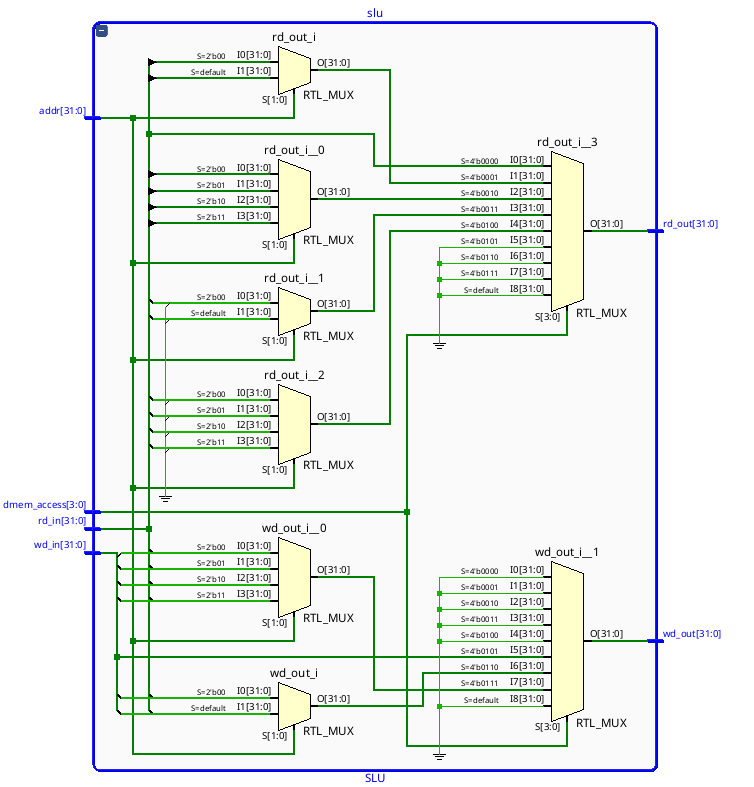 slu
rd_out_i
S=2'b00 I0[31:0]
S=default I1[31:0]
O[31:0]
S[1:0]
RTL_MUX
addr[31:0]
rd_out_i__0
S=2'b00 I0[31:0]
S=2'b01 I1[31:0]
S=2'b10 I2[31:0]
S=2'b11 I3[31:0]
O[31:0]
S[1:0]
RTL_MUX
rd_out_i__3
S=4'b0000 I0[31:0]
S=4'b0001 I1[31:0]
S=4'b0010 I2[31:0]
S=4'b0011 I3[31:0]
S=4'b0100 I4[31:0]
S=4'b0101 I5[31:0]
S=4'b0110 I6[31:0]
S=4'b0111 I7[31:0]
S=default I8[31:0]
O[31:0]
S[3:0]
RTL_MUX
rd_out[31:0]
rd_out_i__1
S=2'b00 I0[31:0]
S=default I1[31:0]
O[31:0]
S[1:0]
RTL_MUX
rd_out_i__2
S=2'b00 I0[31:0]
S=2'b01 I1[31:0]
S=2'b10 I2[31:0]
S=2'b11 I3[31:0]
O[31:0]
S[1:0]
RTL_MUX
dmem_access[3:0]
rd_in[31:0]
wd_in[31:0]
wd_out_i__0
S=2'b00 I0[31:0]
S=2'b01 I1[31:0]
S=2'b10 I2[31:0]
S=2'b11 I3[31:0]
O[31:0]
S[1:0]
RTL_MUX
wd_out_i__1
S=4'b0000 I0[31:0]
S=4'b0001 I1[31:0]
S=4'b0010 I2[31:0]
S=4'b0011 I3[31:0]
S=4'b0100 I4[31:0]
S=4'b0101 I5[31:0]
S=4'b0110 I6[31:0]
S=4'b0111 I7[31:0]
S=default I8[31:0]
O[31:0]
S[3:0]
RTL_MUX
wd_out[31:0]
wd_out_i
S=2'b00 I0[31:0]
S=default I1[31:0]
O[31:0]
S[1:0]
RTL_MUX
SLU